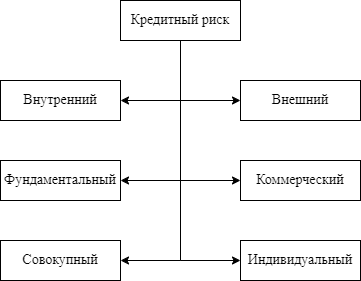 Кредитный риск
Внутренний
Внешний
Фундаментальный
Коммерческий
Совокупный
Индивидуальный